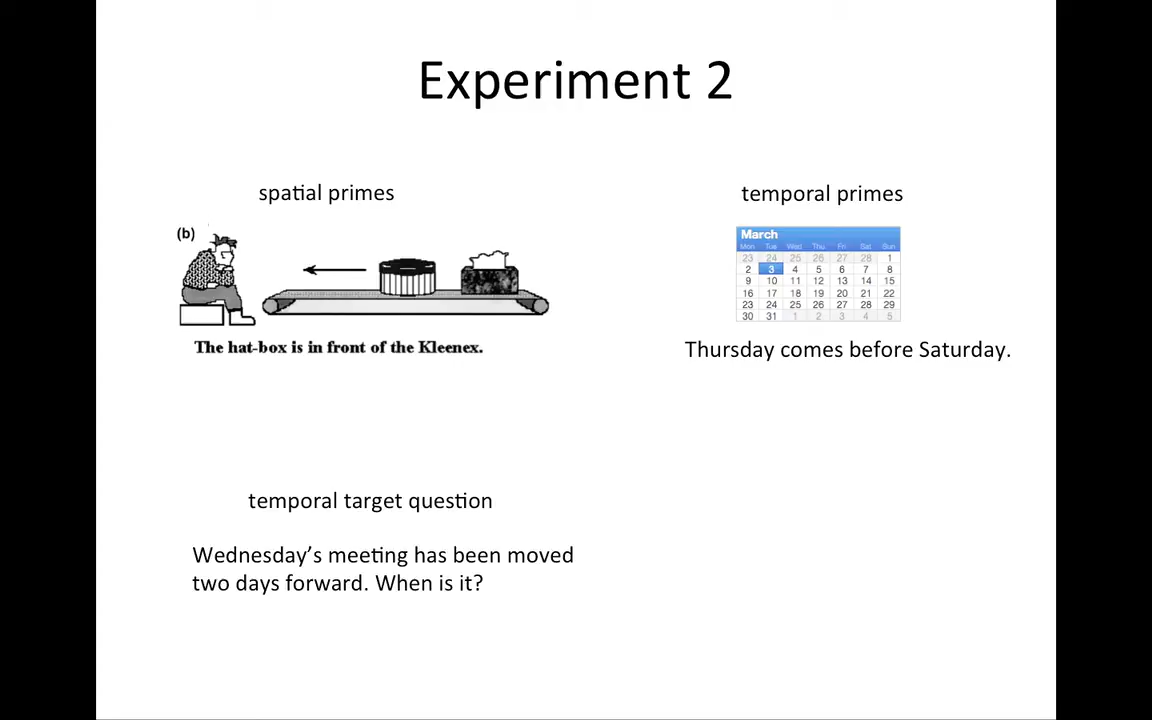 Experiment 2
spatial primes
(b)
The hat-box is in front of the Kleenex.
temporal primes
March
Mon Tue Wed Thu Fri Sat Sun
23 24 25 26 27 28 1
2 3 4 5 6 7 8
9 10 11 12 13 14 15
16 17 18 19 20 21 22
23 24 25 26 27 28 29
30 31 1 2 3 4 5
Thursday comes before Saturday.
temporal target question
Wednesday’s meeting has been moved
two days forward. When is it?